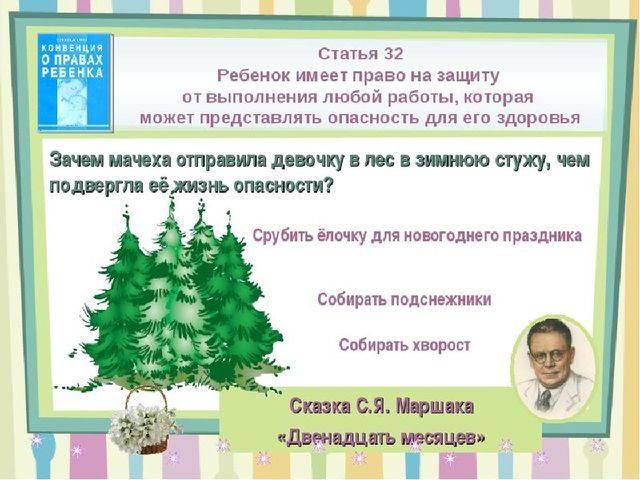 КОНВЕНЦИЯ
О ПРАВАХ
РЕБЕНКА
Статья 32
Ребенок имеет право на защиту
от выполнения любой работы, которая
может представлять опасность для его здоровья
Зачем мачеха отправила девочку в лес в зимнюю стужу, чем
подвергла её жизнь опасности?
Срубить ёлочку для новогоднего праздника
Собирать подснежники
Собирать хворост
Сказка С.Я. Маршака
«Двенадцать месяцев»